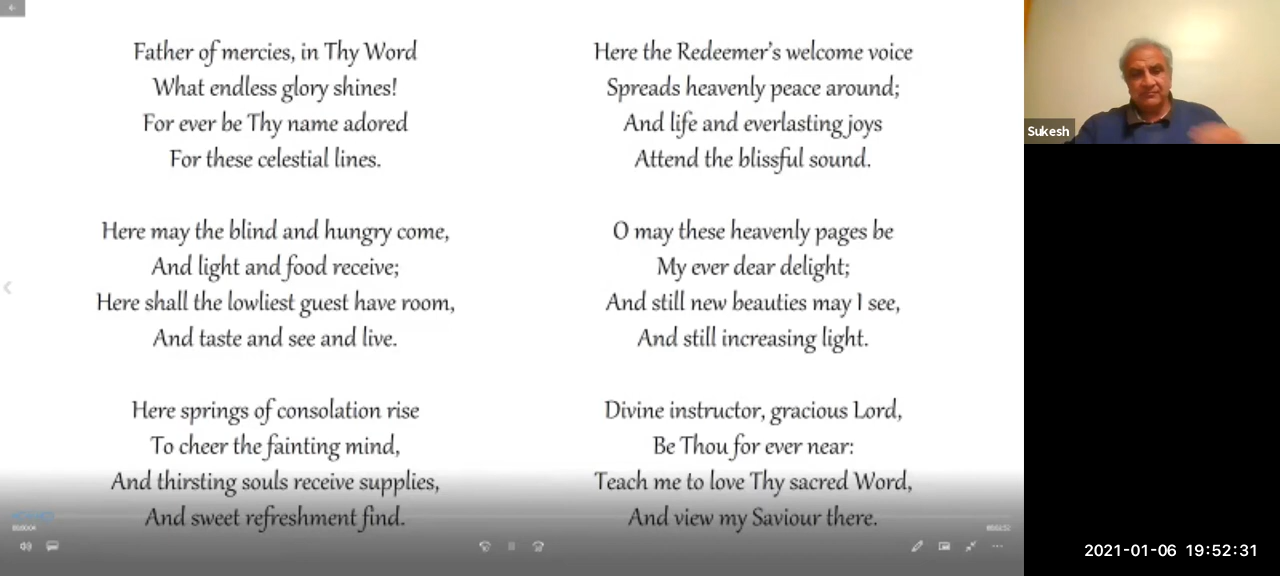 Father of mercies, in Thy Word
What endless glory shines!
For ever be Thy name adored
For these celestial lines.
Here may the blind and hungry come,
And light and food receive;
Here shall the lowliest guest have room,
And taste and see and live.
Here springs of consolation rise
To cheer the fainting mind,
And thirsting souls receive supplies,
And sweet refreshment find.
Here the Redeemer's welcome voice
Spreads heavenly peace around;
And life and everlasting joys
Attend the blissful sound.
O may these heavenly pages be
My ever dear delight;
And still new beauties may I see,
And still increasing light.
Divine instructor, gracious Lord,
Be Thou for ever near:
Teach me to love Thy sacred Word,
And view my Saviour there.
Sukesh
2021-01-06 19:52:31